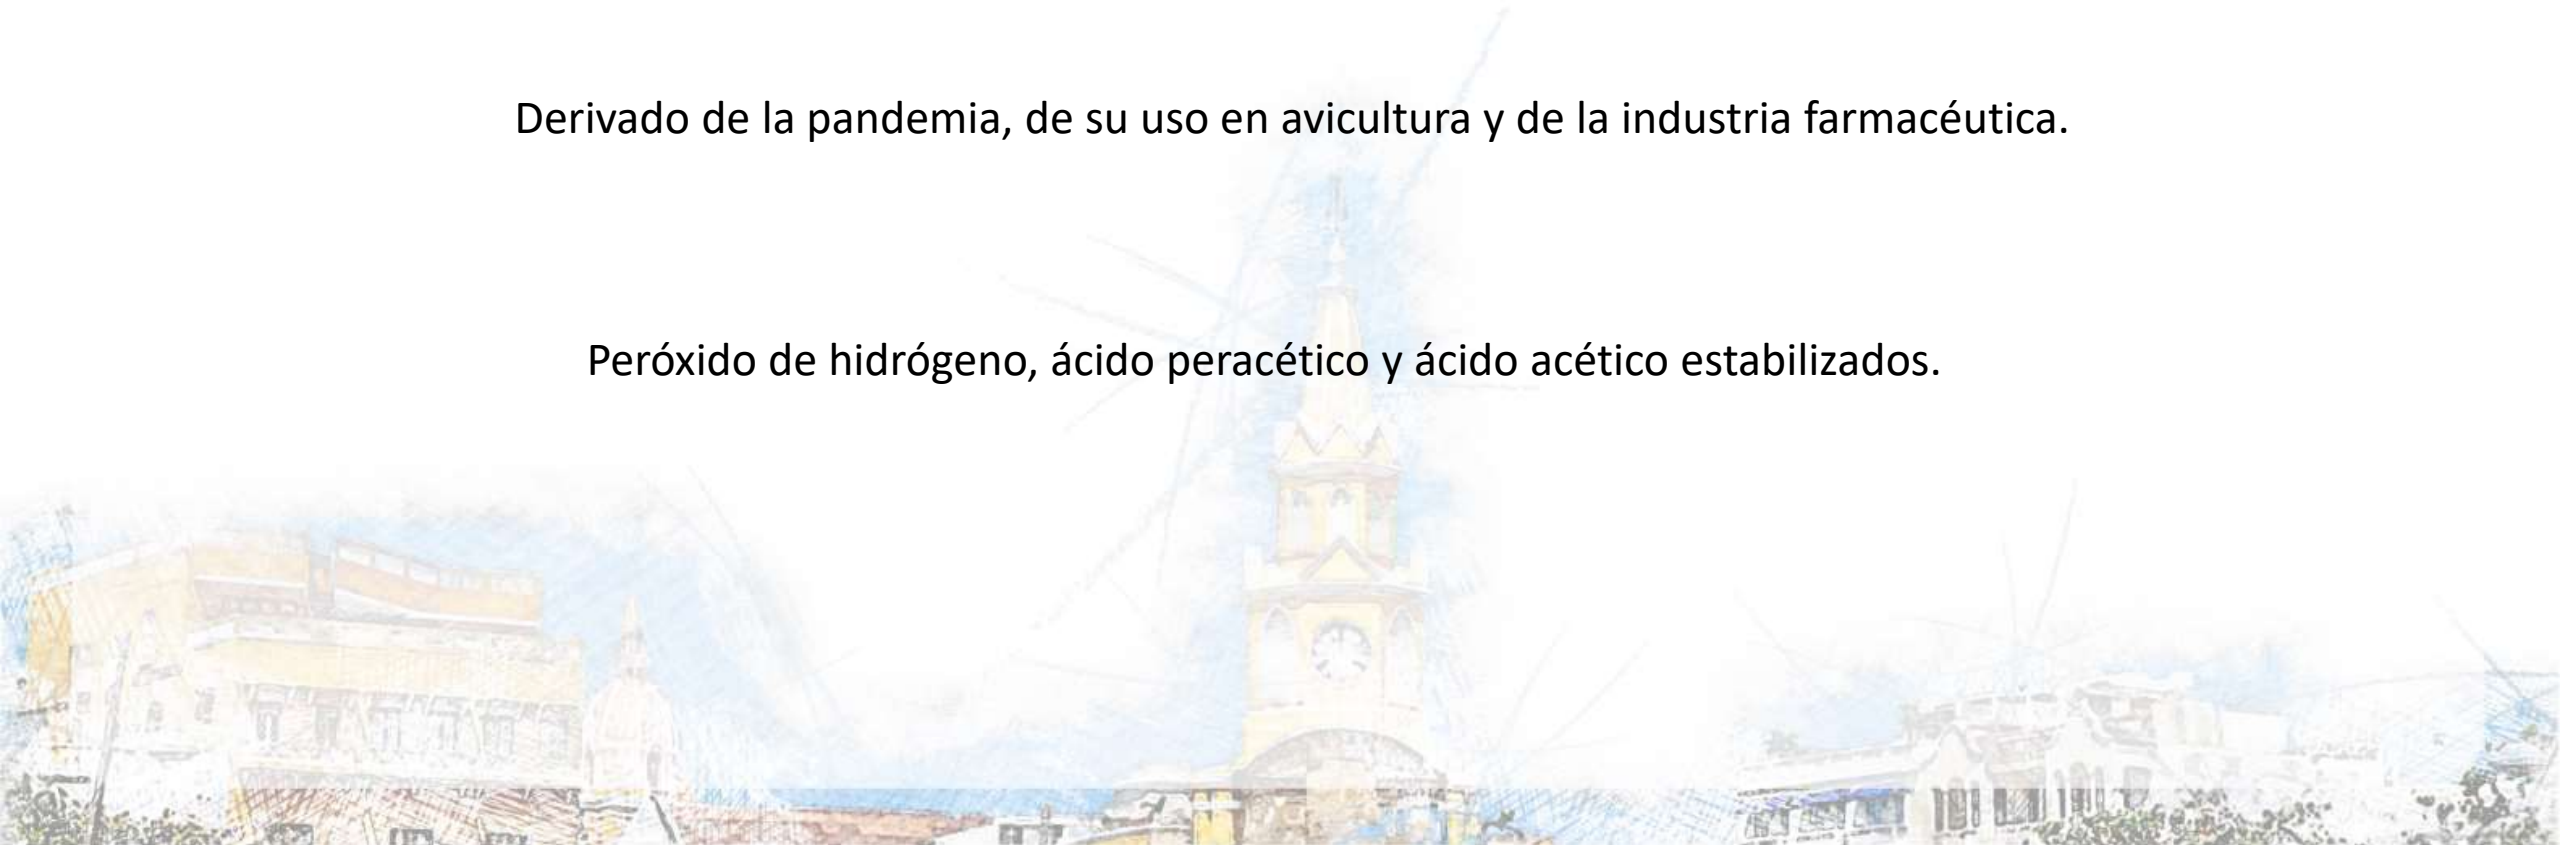 Derivado de la pandemia, de su uso en avicultura y de la industria farmacéutica.
Peróxido de hidrógeno, ácido peracético y ácido acético estabilizados.